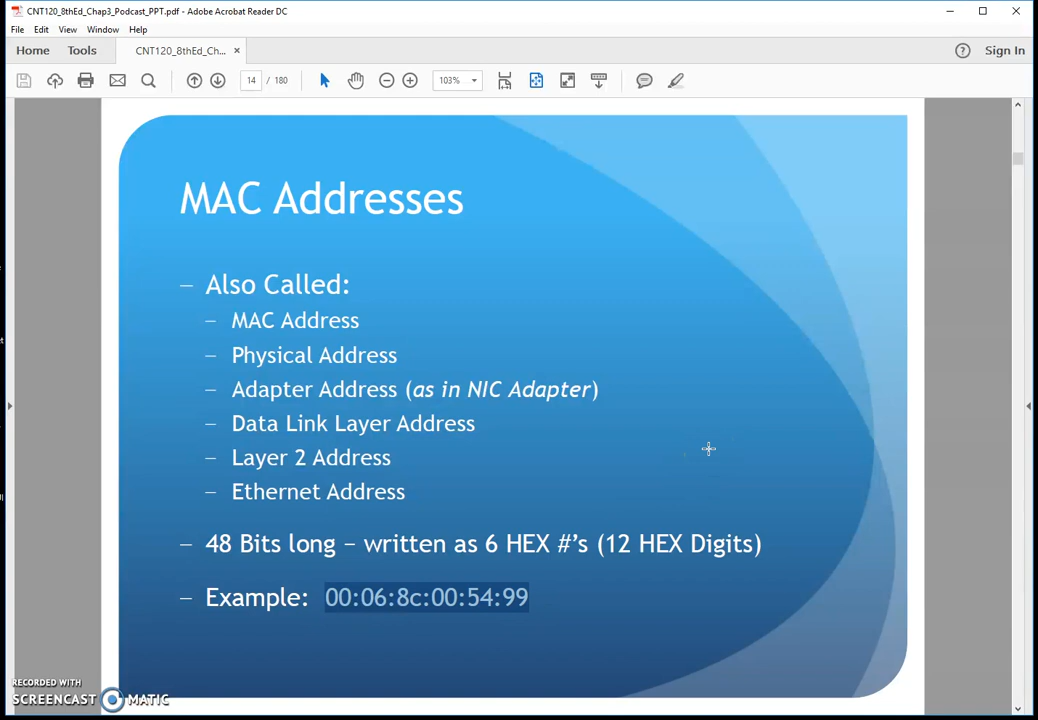 CNT120_8thEd_Chap3_Podcast_PPT.pdf - Adobe Acrobat Reader DC
File Edit View Window Help
Home Tools CNT120_8thEd_Ch... × Sign In
14 / 180 103%
MAC Addresses
– Also Called:
– MAC Address
– Physical Address
– Adapter Address (as in NIC Adapter)
– Data Link Layer Address
– Layer 2 Address
– Ethernet Address
– 48 Bits long – written as 6 HEX #’s (12 HEX Digits)
– Example: 00:06:8c:00:54:99
RECORDED WITH
SCREENCAST MATIC